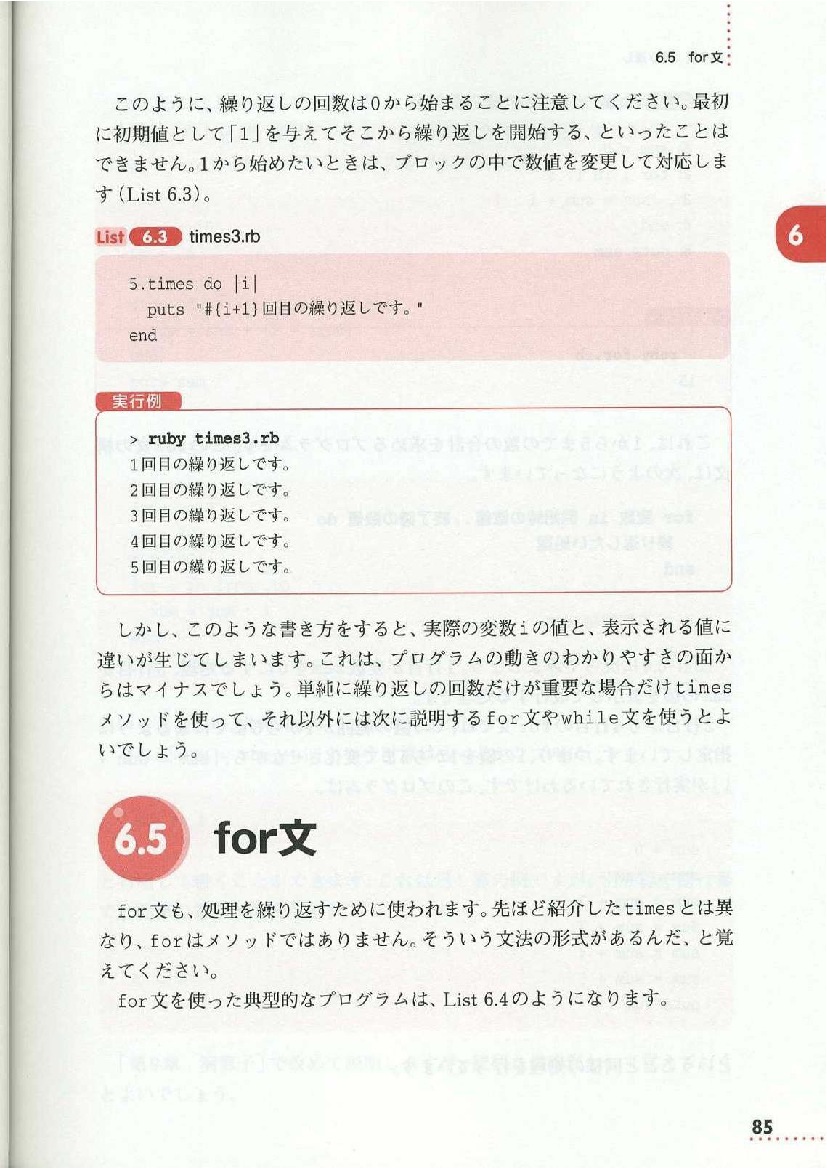 6.5 for文
このように、繰り返しの回数は0から始まることに注意してください。最初
に初期値として「1」を与えてそこから繰り返しを開始する、といったことは
できません。1から始めたいときは、ブロックの中で数値を変更して対応しま
す(List 6.3)。
6
List 6.3 times3.rb
5.times do |i|
puts "#{i+1}回目の繰り返しです。"
end
実行例
> ruby times3.rb
1回目の繰り返しです。
2回目の繰り返しです。
3回目の繰り返しです。
4回目の繰り返しです。
5回目の繰り返しです。
しかし、このような書き方をすると、実際の変数iの値と、表示される値に
違いが生じてしまいます。これは、プログラムの動きのわかりやすさの面か
らはマイナスでしょう。単純に繰り返しの回数だけが重要な場合だけtimes
メソッドを使って、それ以外には次に説明するfor文やwhile文を使うとよ
いでしょう。
6.5 for文
for文も、処理を繰り返すために使われます。先ほど紹介したtimesとは異
なり、forはメソッドではありません。そういう文法の形式があるんだ、と覚
えてください。
for文を使った典型的なプログラムは、List 6.4のようになります。
85